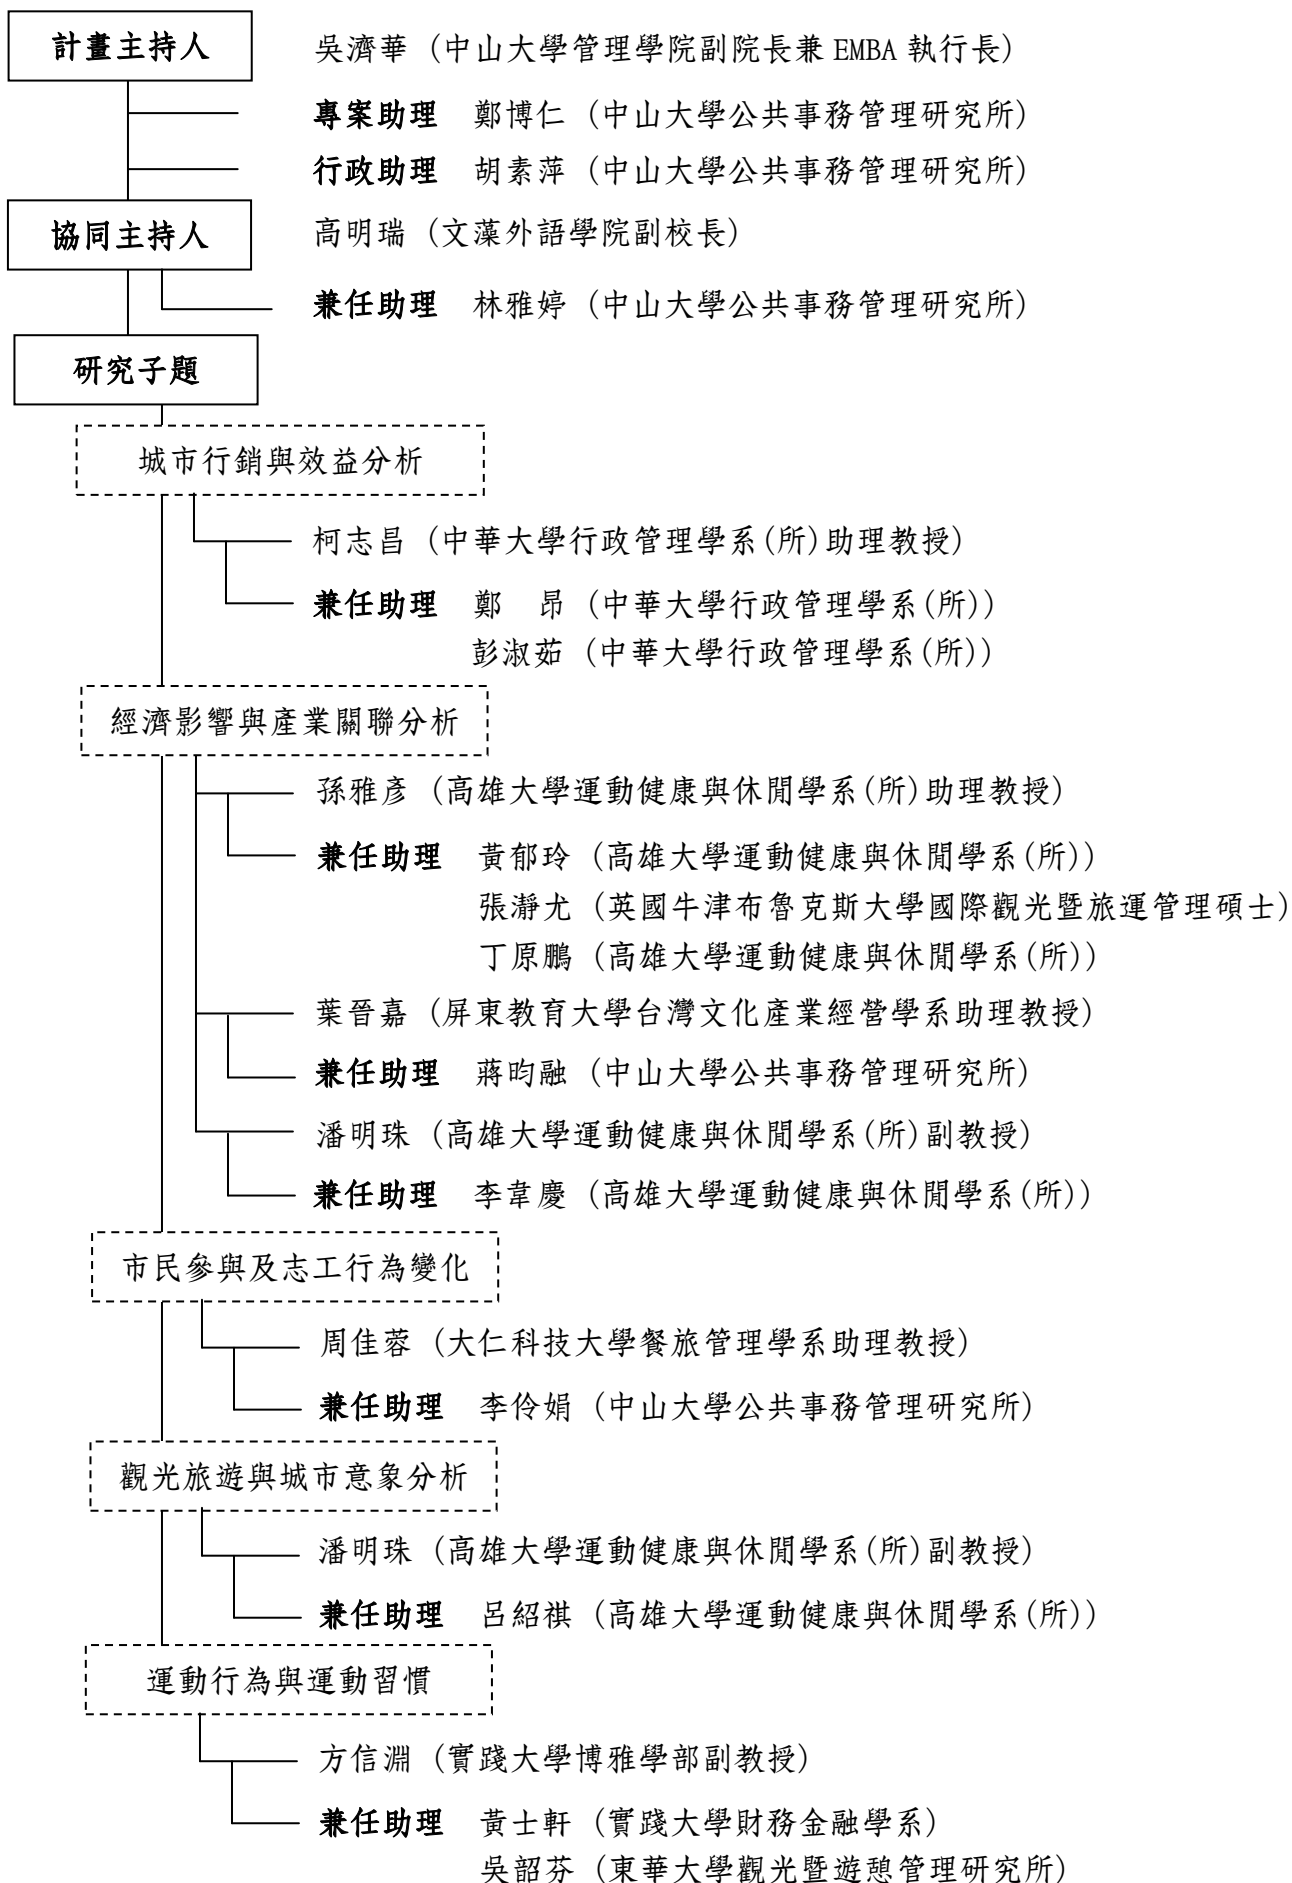 計畫主持人 吳濟華 (中山大學管理學院副院長兼 EMBA 執行長)
專案助理 鄭博仁 (中山大學公共事務管理研究所)
行政助理 胡素萍 (中山大學公共事務管理研究所)
協同主持人 高明瑞 (文藻外語學院副校長)
兼任助理 林雅婷 (中山大學公共事務管理研究所)
研究子題
城市行銷與效益分析
柯志昌 (中華大學行政管理學系(所)助理教授)
兼任助理 鄭　昂 (中華大學行政管理學系(所))
彭淑茹 (中華大學行政管理學系(所))
經濟影響與產業關聯分析
孫雅彥 (高雄大學運動健康與休閒學系(所)助理教授)
兼任助理 黃郁玲 (高雄大學運動健康與休閒學系(所))
張瀞尤 (英國牛津布魯克斯大學國際觀光暨旅運管理碩士)
丁原鵬 (高雄大學運動健康與休閒學系(所))
葉晉嘉 (屏東教育大學台灣文化產業經營學系助理教授)
兼任助理 蔣昀融 (中山大學公共事務管理研究所)
潘明珠 (高雄大學運動健康與休閒學系(所)副教授)
兼任助理 李韋慶 (高雄大學運動健康與休閒學系(所))
市民參與及志工行為變化
周佳蓉 (大仁科技大學餐旅管理學系助理教授)
兼任助理 李伶娟 (中山大學公共事務管理研究所)
觀光旅遊與城市意象分析
潘明珠 (高雄大學運動健康與休閒學系(所)副教授)
兼任助理 呂紹祺 (高雄大學運動健康與休閒學系(所))
運動行為與運動習慣
方信淵 (實踐大學博雅學部副教授)
兼任助理 黃士軒 (實踐大學財務金融學系)
吳韶芬 (東華大學觀光暨遊憩管理研究所)